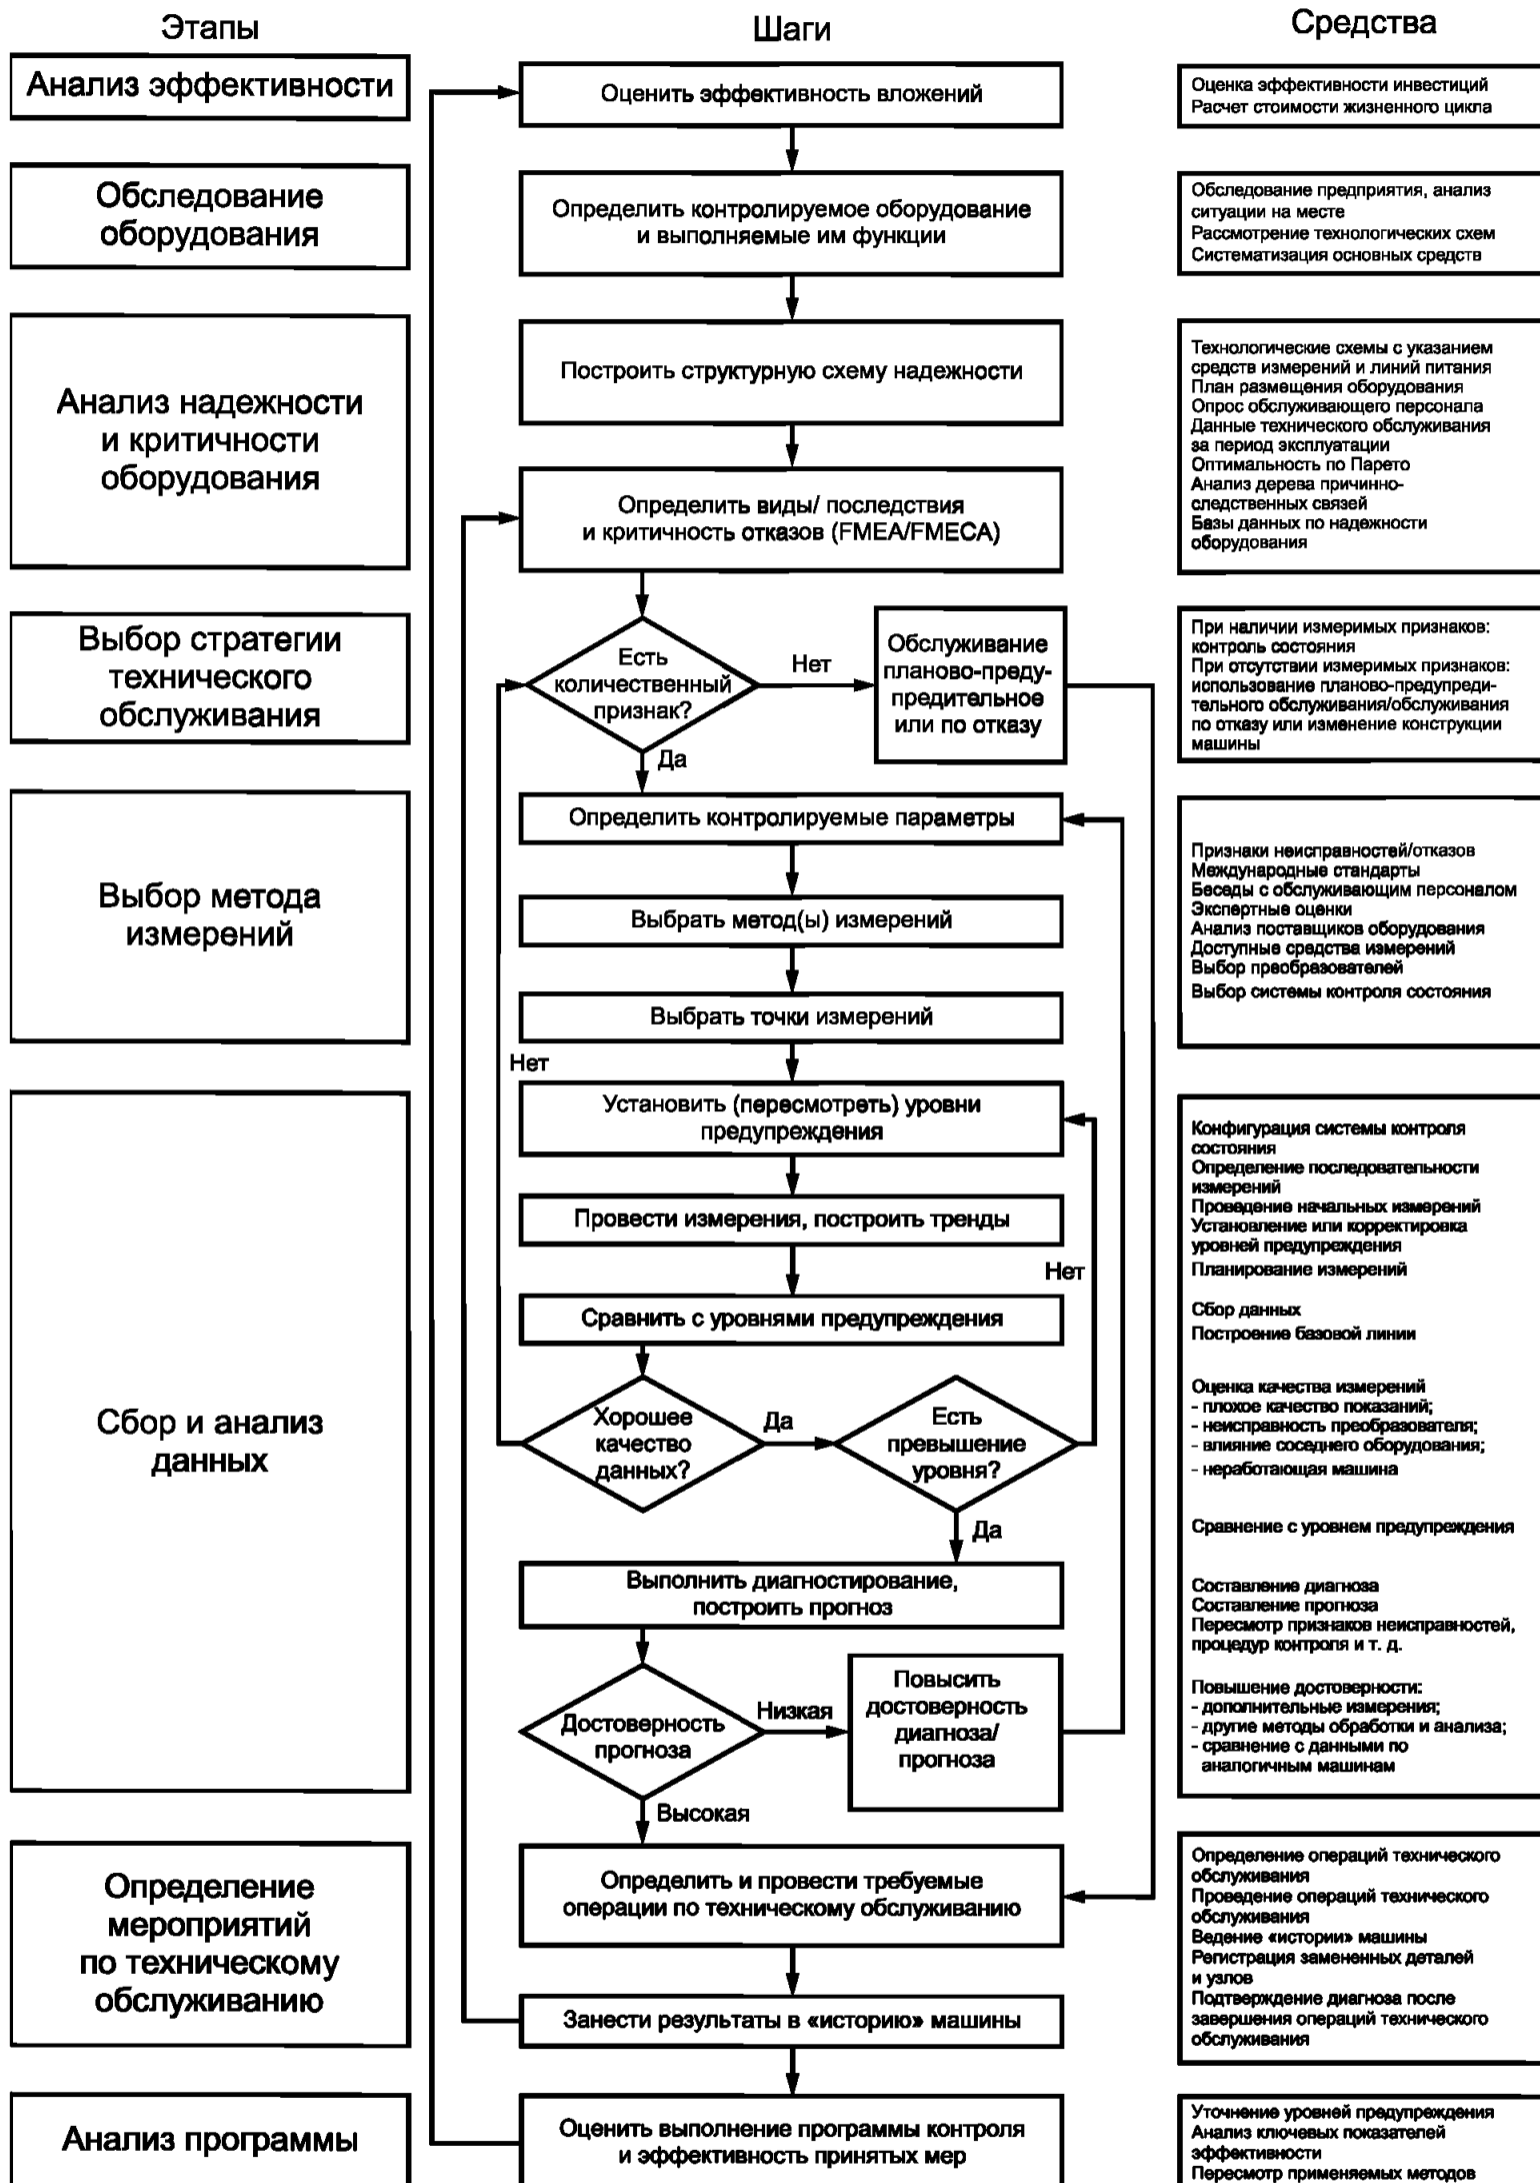 Этапы
Шаги
Средства
Анализ эффективности
Оценить эффективность вложений
Оценка эффективности инвестиций
Расчет стоимости жизненного цикла
Обследование
оборудования
Определить контролируемое оборудование
и выполняемые им функции
Обследование предприятия, анализ
ситуации на месте
Рассмотрение технологических схем
Систематизация основных средств
Анализ надежности
и критичности
оборудования
Построить структурную схему надежности
Определить виды/ последствия
и критичность отказов (FMEA/FMECA)
Технологические схемы с указанием
средств измерений и линий питания
План размещения оборудования
Опрос обслуживающего персонала
Данные технического обслуживания
за период эксплуатации
Оптимальность по Парето
Анализ дерева причинно-
следственных связей
Базы данных по надежности
оборудования
Выбор стратегии
технического
обслуживания
Есть
количественный
признак?
Нет
Обслуживание
планово-преду-
предительное
или по отказу
Да
При наличии измеримых признаков:
контроль состояния
При отсутствии измеримых признаков:
использование планово-предупреди-
тельного обслуживания/обслуживания
по отказу или изменение конструкции
машины
Выбор метода
измерений
Определить контролируемые параметры
Выбрать метод(ы) измерений
Выбрать точки измерений
Признаки неисправностей/отказов
Международные стандарты
Беседы с обслуживающим персоналом
Экспертные оценки
Анализ поставщиков оборудования
Доступные средства измерений
Выбор преобразователей
Выбор системы контроля состояния
Нет
Сбор и анализ
данных
Установить (пересмотреть) уровни
предупреждения
Провести измерения, построить тренды
Нет
Сравнить с уровнями предупреждения
Хорошее
качество
данных?
Да
Есть
превышение
уровня?
Да
Выполнить диагностирование,
построить прогноз
Достоверность
прогноза
Низкая
Повысить
достоверность
диагноза/
прогноза
Высокая
Конфигурация системы контроля
состояния
Определение последовательности
измерений
Проведение начальных измерений
Установление или корректировка
уровней предупреждения
Планирование измерений
Сбор данных
Построение базовой линии
Оценка качества измерений
- плохое качество показаний;
- неисправность преобразователя;
- влияние соседнего оборудования;
- неработающая машина
Сравнение с уровнем предупреждения
Составление диагноза
Составление прогноза
Пересмотр признаков неисправностей,
процедур контроля и т. д.
Повышение достоверности:
- дополнительные измерения;
- другие методы обработки и анализа;
- сравнение с данными по
аналогичным машинам
Определение
мероприятий
по техническому
обслуживанию
Определить и провести требуемые
операции по техническому обслуживанию
Занести результаты в «историю» машины
Определение операций технического
обслуживания
Проведение операций технического
обслуживания
Ведение «истории» машины
Регистрация замененных деталей
и узлов
Подтверждение диагноза после
завершения операций технического
обслуживания
Анализ программы
Оценить выполнение программы контроля
и эффективность принятых мер
Уточнение уровней предупреждения
Анализ ключевых показателей
эффективности
Пересмотр применяемых методов